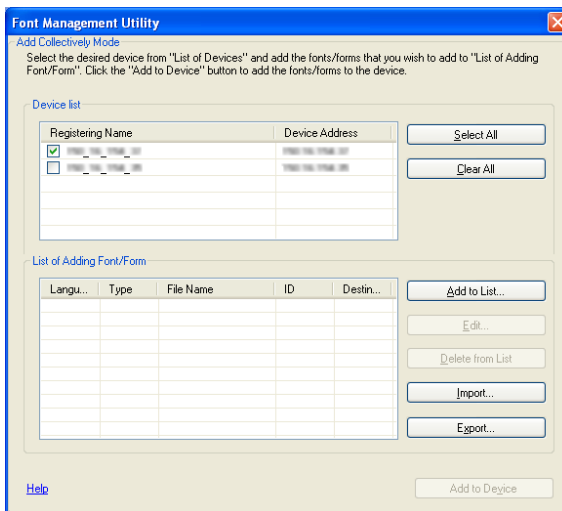 Font Management Utility
Add Collectively Mode
Select the desired device from "List of Devices" and add the fonts/forms that you wish to add to "List of Adding
Font/Form". Click the "Add to Device" button to add the fonts/forms to the device.
Device list
Registering Name Device Address
Select All
Clear All
List of Adding Font/Form
Langu... Type File Name ID Destin...
Add to List...
Edit...
Delete from List
Import...
Export...
Help
Add to Device